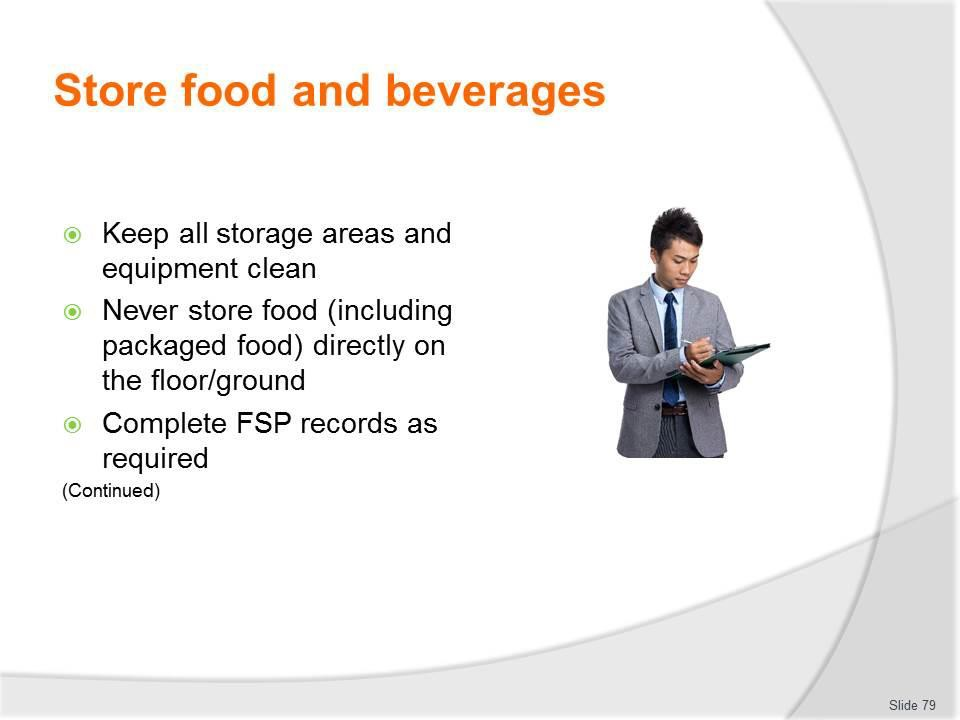 Store food and beverages
Keep all storage areas and
equipment clean
Never store food (including
packaged food) directly on
the floor/ground
Complete FSP records as
required
(Continued)
Slide 79